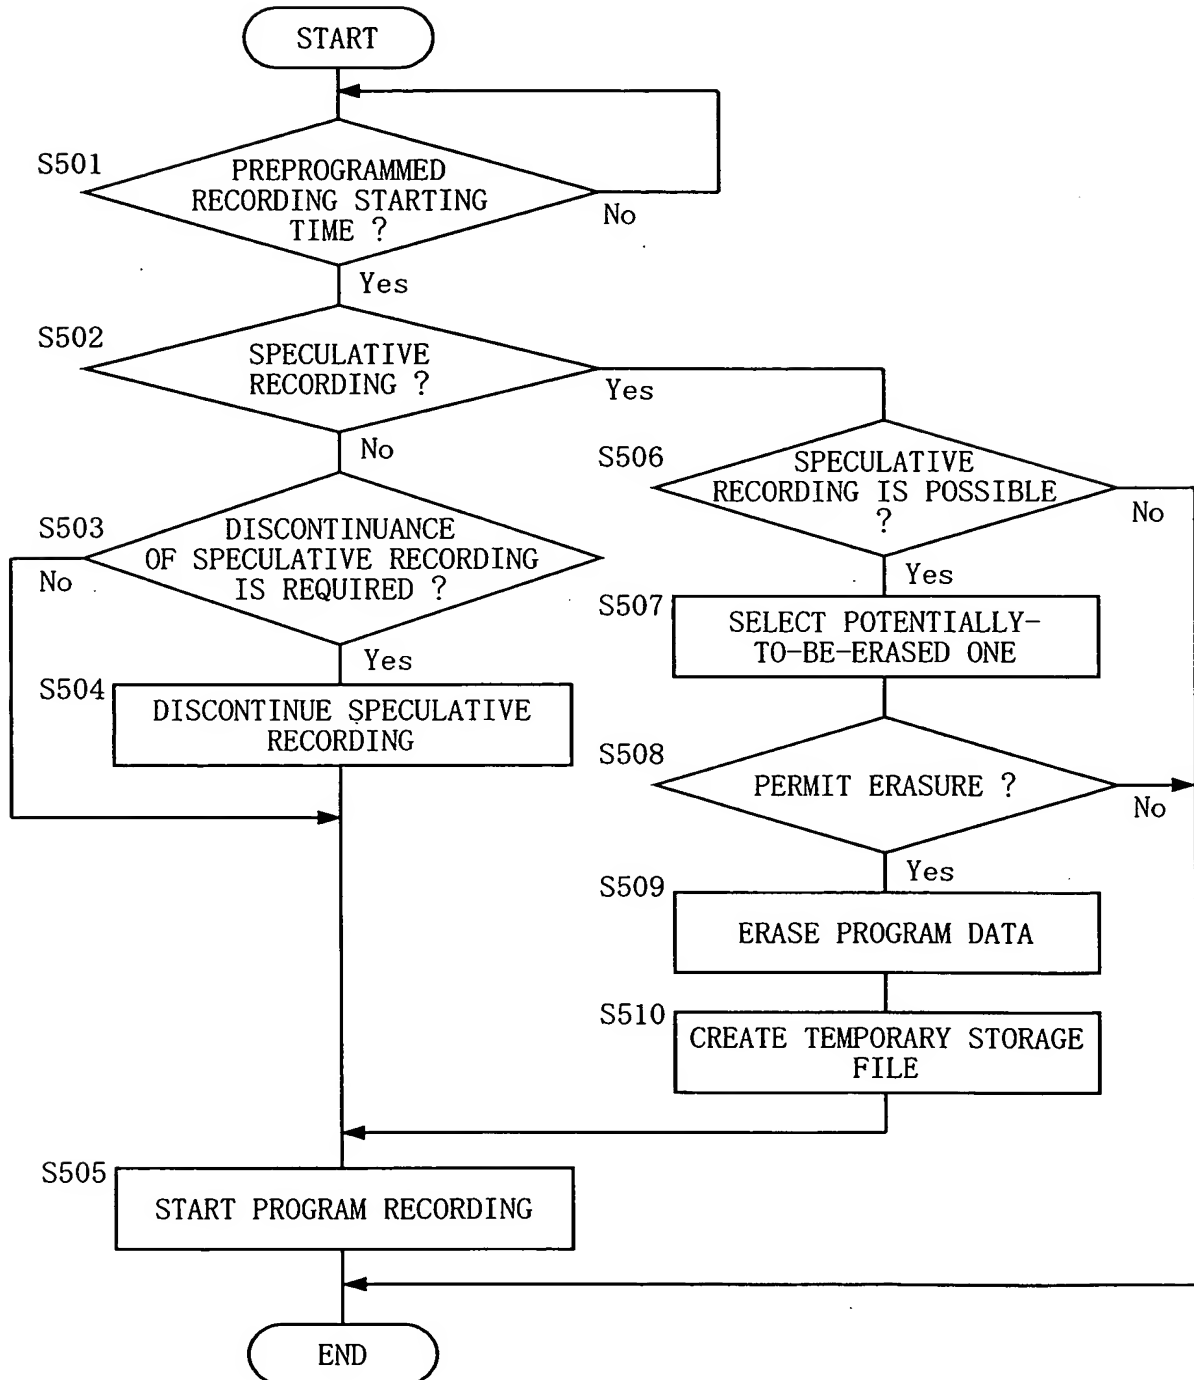 START
S501
PREPROGRAMMED
RECORDING STARTING
TIME ?
No
Yes
S502
SPECULATIVE
RECORDING ?
Yes
No
S506
SPECULATIVE
RECORDING IS POSSIBLE
?
No
Yes
S503
DISCONTINUANCE
OF SPECULATIVE RECORDING
IS REQUIRED ?
No
Yes
S507
SELECT POTENTIALLY-
TO-BE-ERASED ONE
S504
DISCONTINUE SPECULATIVE
RECORDING
S508
PERMIT ERASURE ?
No
Yes
S509
ERASE PROGRAM DATA
S510
CREATE TEMPORARY STORAGE
FILE
S505
START PROGRAM RECORDING
END